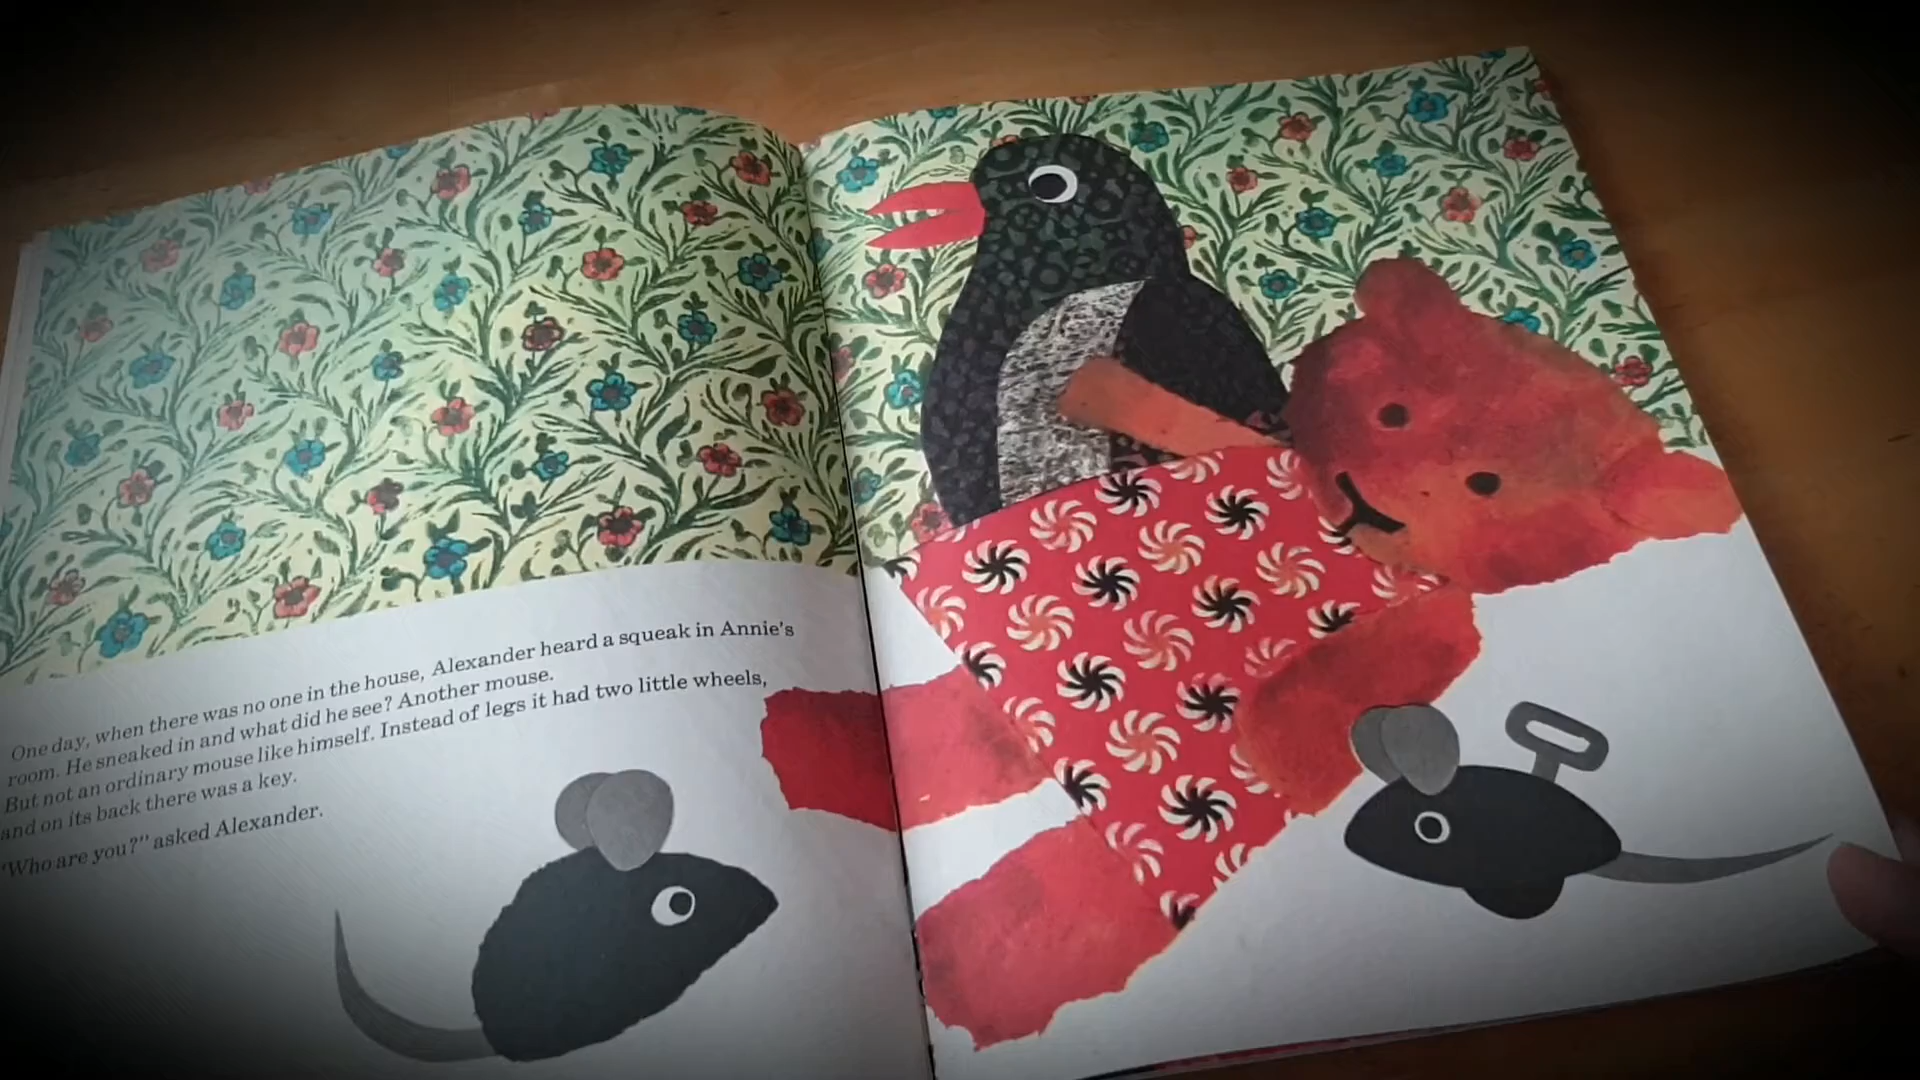 One day, when there was no one in the house, Alexander heard a squeak in Annie's
room. He sneaked in and what did he see? Another mouse.
But not an ordinary mouse like himself. Instead of legs it had two little wheels,
and on its back there was a key.
"Who are you?" asked Alexander.